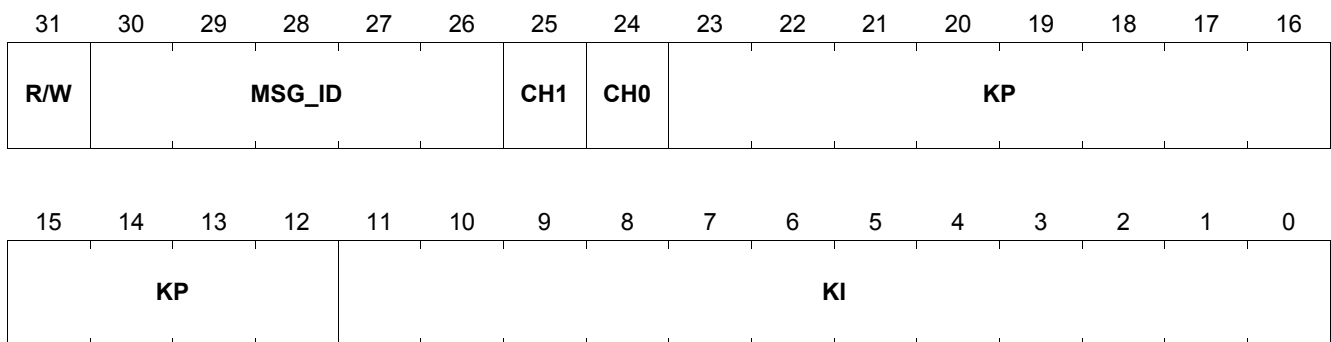 31 30 29 28 27 26 25 24 23 22 21 20 19 18 17 16
R/W MSG_ID CH1 CH0 KP
15 14 13 12 11 10 9 8 7 6 5 4 3 2 1 0
KP KI